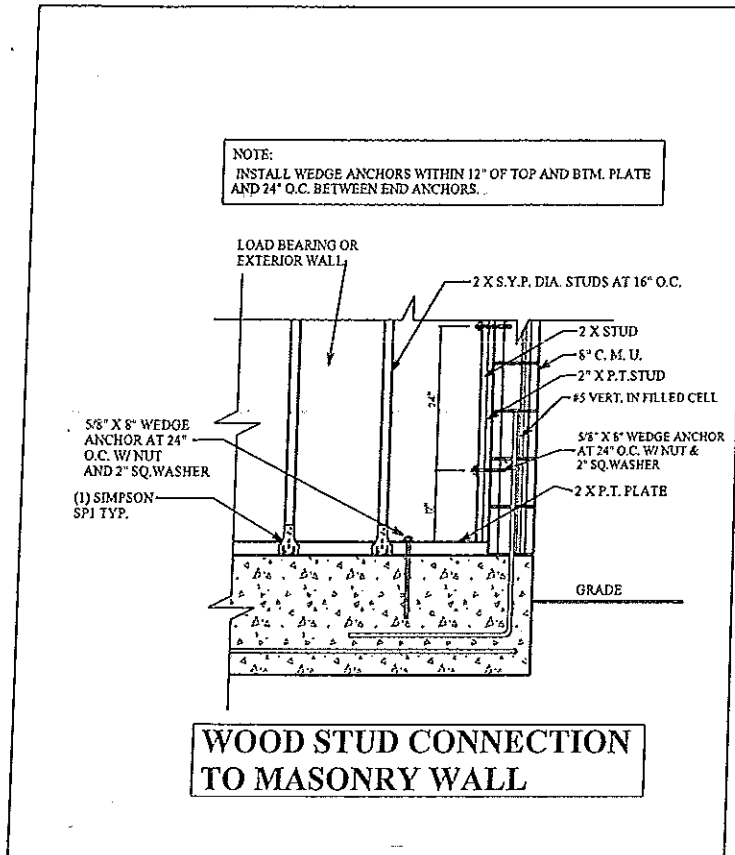 NOTE:
INSTALL WEDGE ANCHORS WITHIN 12" OF TOP AND BTM. PLATE
AND 24" O.C. BETWEEN END ANCHORS.
LOAD BEARING OR
EXTERIOR WALL
2 X S.Y.P. DIA. STUDS AT 16" O.C.
2 X STUD
8" C. M. U.
2" X P.T.STUD
#5 VERT. IN FILLED CELL
24"
5/8" X 8" WEDGE
ANCHOR AT 24"
O.C. W/ NUT
AND 2" SQ.WASHER
5/8" X 8" WEDGE ANCHOR
AT 24" O.C. W/ NUT &
2" SQ.WASHER
12"
2 X P.T. PLATE
(1) SIMPSON
SP1 TYP.
GRADE
WOOD STUD CONNECTION
TO MASONRY WALL